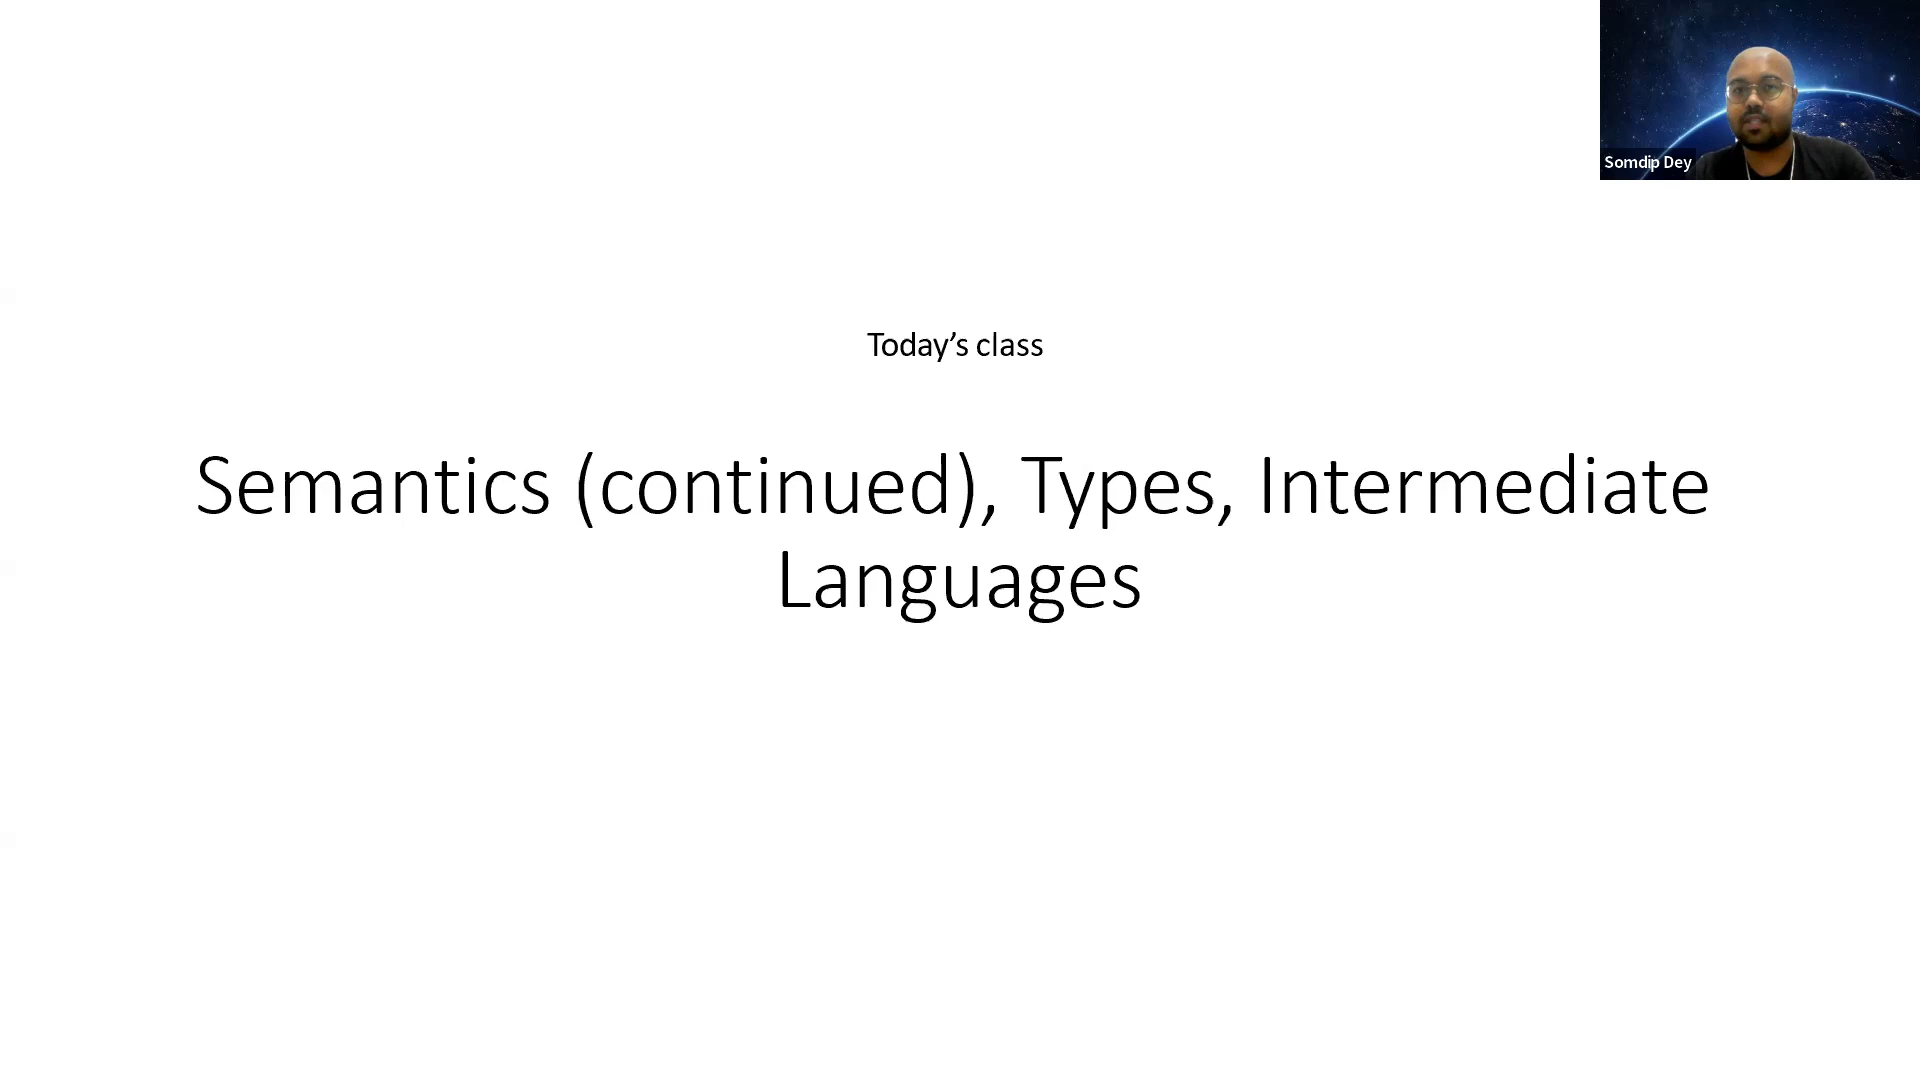 Somdip Dey
Today’s class
Semantics (continued), Types, Intermediate
Languages